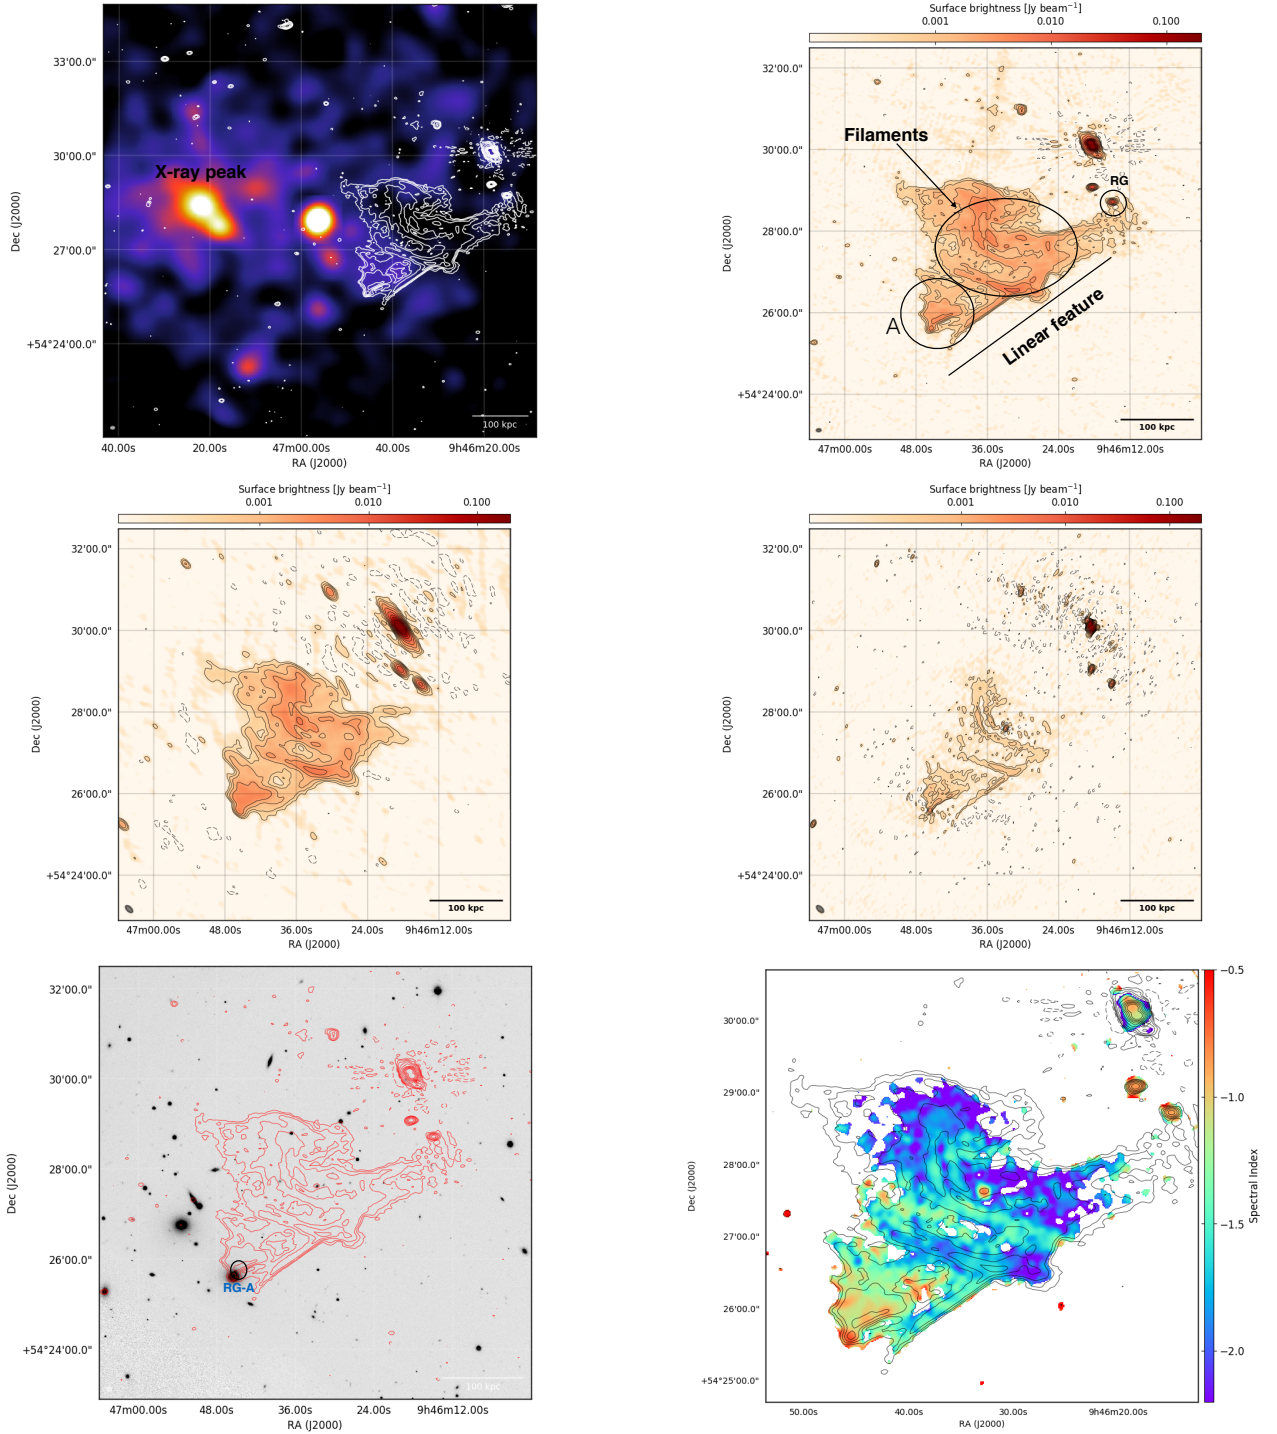 33'00.0"
30'00.0"
27'00.0"
+54°24'00.0"
Dec (J2000)
X-ray peak
100 kpc
40.00s 20.00s 47m00.00s 40.00s 9h46m20.00s
RA (J2000)
Surface brightness [Jy beam⁻¹]
0.001 0.010 0.100
32'00.0"
30'00.0"
28'00.0"
26'00.0"
+54°24'00.0"
Dec (J2000)
Filaments
RG
A
Linear feature
100 kpc
47m00.00s 48.00s 36.00s 24.00s 9h46m12.00s
RA (J2000)
Surface brightness [Jy beam⁻¹]
0.001 0.010 0.100
32'00.0"
30'00.0"
28'00.0"
26'00.0"
+54°24'00.0"
Dec (J2000)
100 kpc
47m00.00s 48.00s 36.00s 24.00s 9h46m12.00s
RA (J2000)
Surface brightness [Jy beam⁻¹]
0.001 0.010 0.100
32'00.0"
30'00.0"
28'00.0"
26'00.0"
+54°24'00.0"
Dec (J2000)
100 kpc
47m00.00s 48.00s 36.00s 24.00s 9h46m12.00s
RA (J2000)
32'00.0"
30'00.0"
28'00.0"
26'00.0"
+54°24'00.0"
Dec (J2000)
RG-A
100 kpc
47m00.00s 48.00s 36.00s 24.00s 9h46m12.00s
RA (J2000)
30'00.0"
29'00.0"
28'00.0"
27'00.0"
26'00.0"
+54°25'00.0"
Dec (J2000)
50.00s 40.00s 30.00s 9h46m20.00s
RA (J2000)
−0.5
−1.0
−1.5
−2.0
Spectral Index